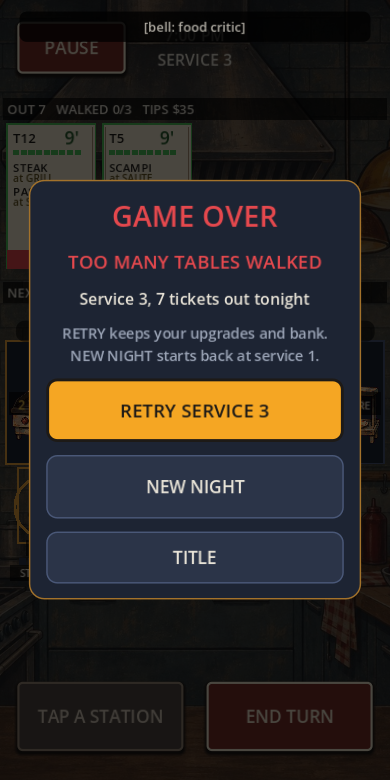 [bell: food critic]
PAUSE
SERVICE 3
OUT 7 WALKED 0/3 TIPS $35
T12 9'
T5 9'
STEAK
at GRILL
SCAMPI
at SAUTE
GAME OVER
TOO MANY TABLES WALKED
Service 3, 7 tickets out tonight
RETRY keeps your upgrades and bank.
NEW NIGHT starts back at service 1.
RETRY SERVICE 3
NEW NIGHT
TITLE
TAP A STATION
END TURN